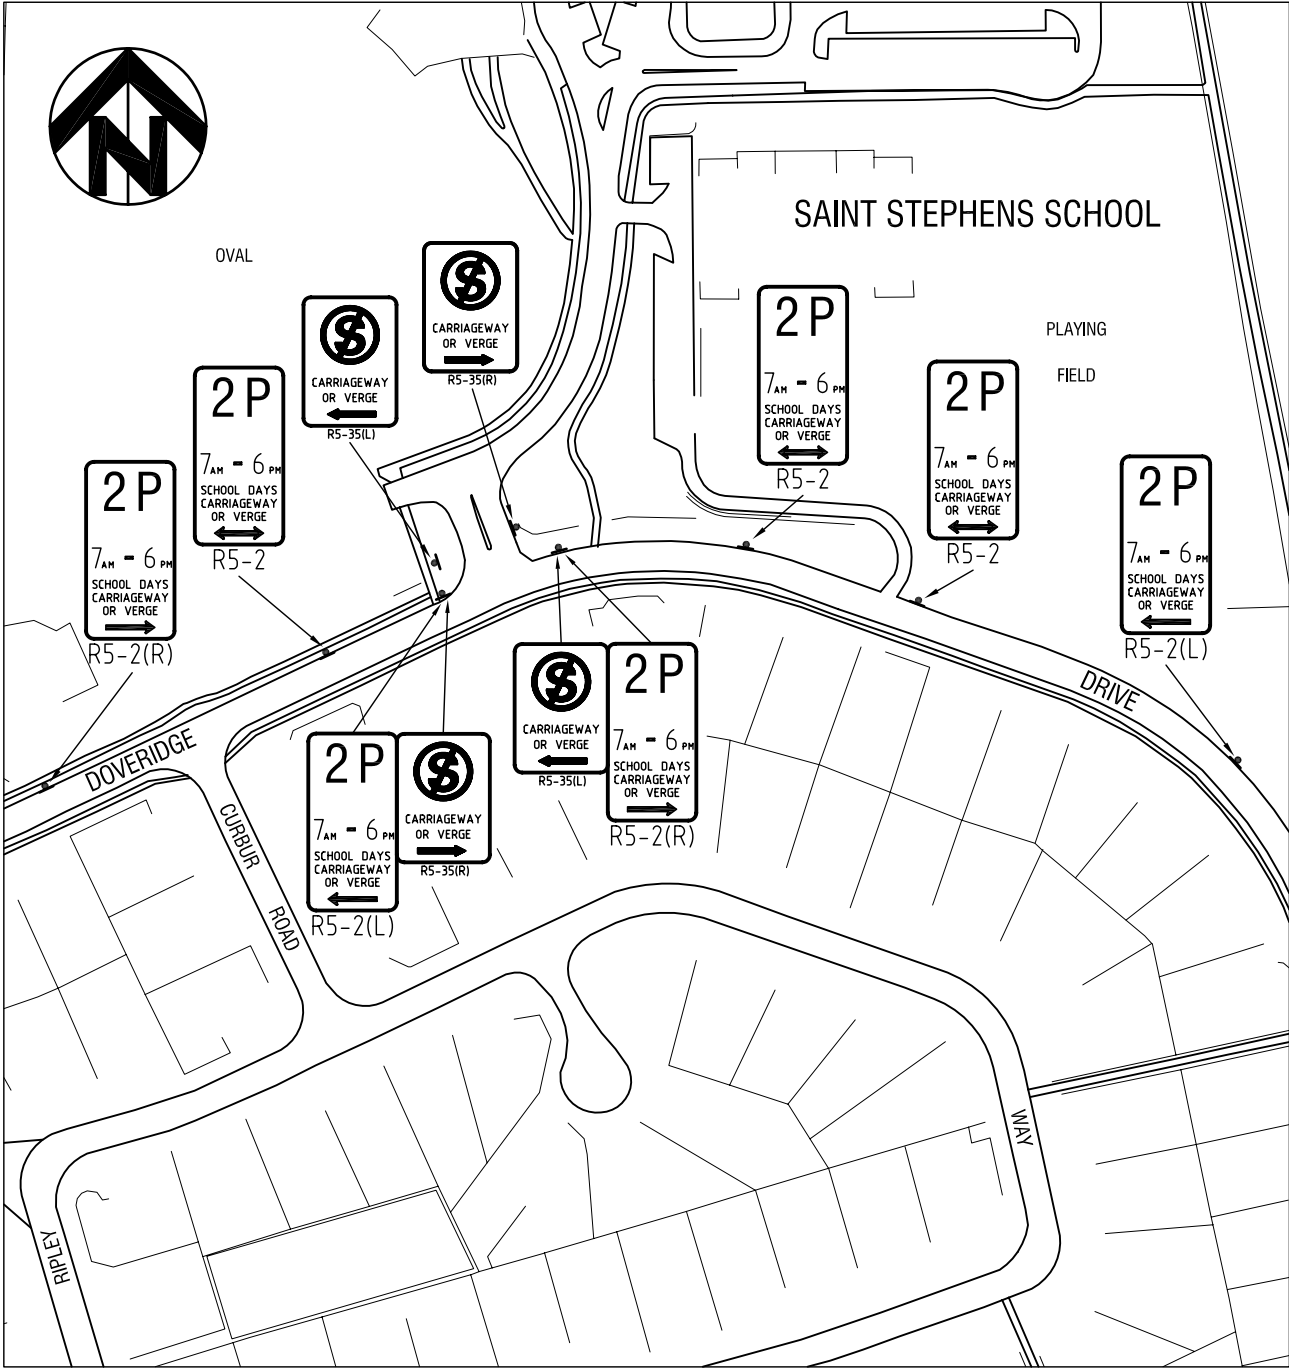 N
SAINT STEPHENS SCHOOL
OVAL
PLAYING
FIELD
S
CARRIAGEWAY
OR VERGE
R5-35(R)
S
CARRIAGEWAY
OR VERGE
R5-35(L)
2P
7AM - 6PM
SCHOOL DAYS
CARRIAGEWAY
OR VERGE
R5-2
2P
7AM - 6PM
SCHOOL DAYS
CARRIAGEWAY
OR VERGE
R5-2
2P
7AM - 6PM
SCHOOL DAYS
CARRIAGEWAY
OR VERGE
R5-2
2P
7AM - 6PM
SCHOOL DAYS
CARRIAGEWAY
OR VERGE
R5-2(R)
2P
7AM - 6PM
SCHOOL DAYS
CARRIAGEWAY
OR VERGE
R5-2(L)
S
CARRIAGEWAY
OR VERGE
R5-35(L)
2P
7AM - 6PM
SCHOOL DAYS
CARRIAGEWAY
OR VERGE
R5-2(R)
2P
7AM - 6PM
SCHOOL DAYS
CARRIAGEWAY
OR VERGE
R5-2(L)
S
CARRIAGEWAY
OR VERGE
R5-35(R)
DOVERIDGE
DRIVE
CURBUR
ROAD
WAY
RIPLEY